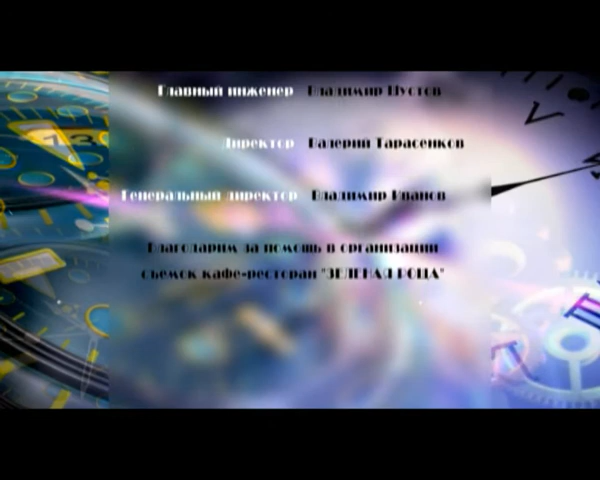 Главный инженер Владимир Шустов
Директор Валерий Тарасенков
Генеральный директор Владимир Иванов
Благодарим за помощь в организации
съемок кафе-ресторан "ЗЕЛЕНАЯ РОЩА"
13
V